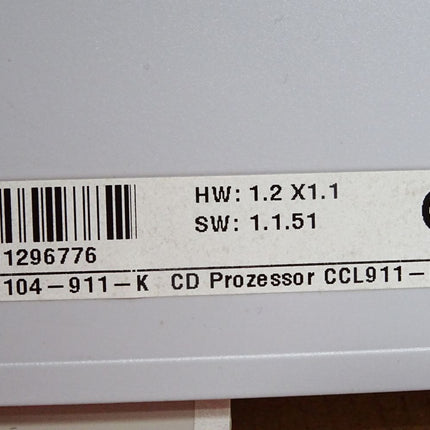 HW: 1.2 X1.1
SW: 1.1.51
1296776
104-911-K CD Prozessor CCL911-